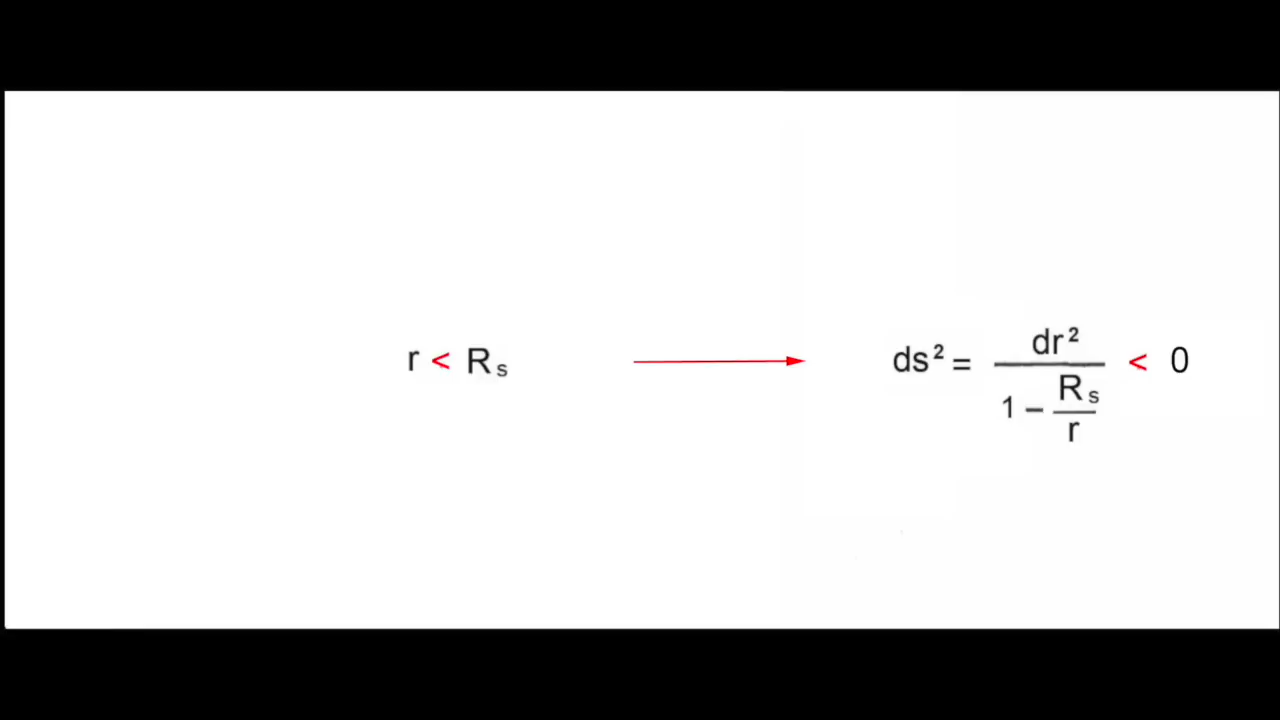 r < Rₛ → ds² = dr² / (1 − Rₛ/r) < 0